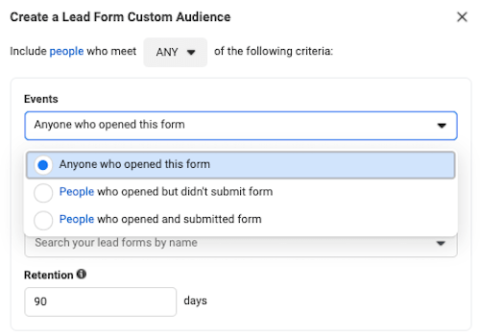 Create a Lead Form Custom Audience
Include people who meet ANY of the following criteria:
Events
Anyone who opened this form
Anyone who opened this form
People who opened but didn't submit form
People who opened and submitted form
Search your lead forms by name
Retention
90 days